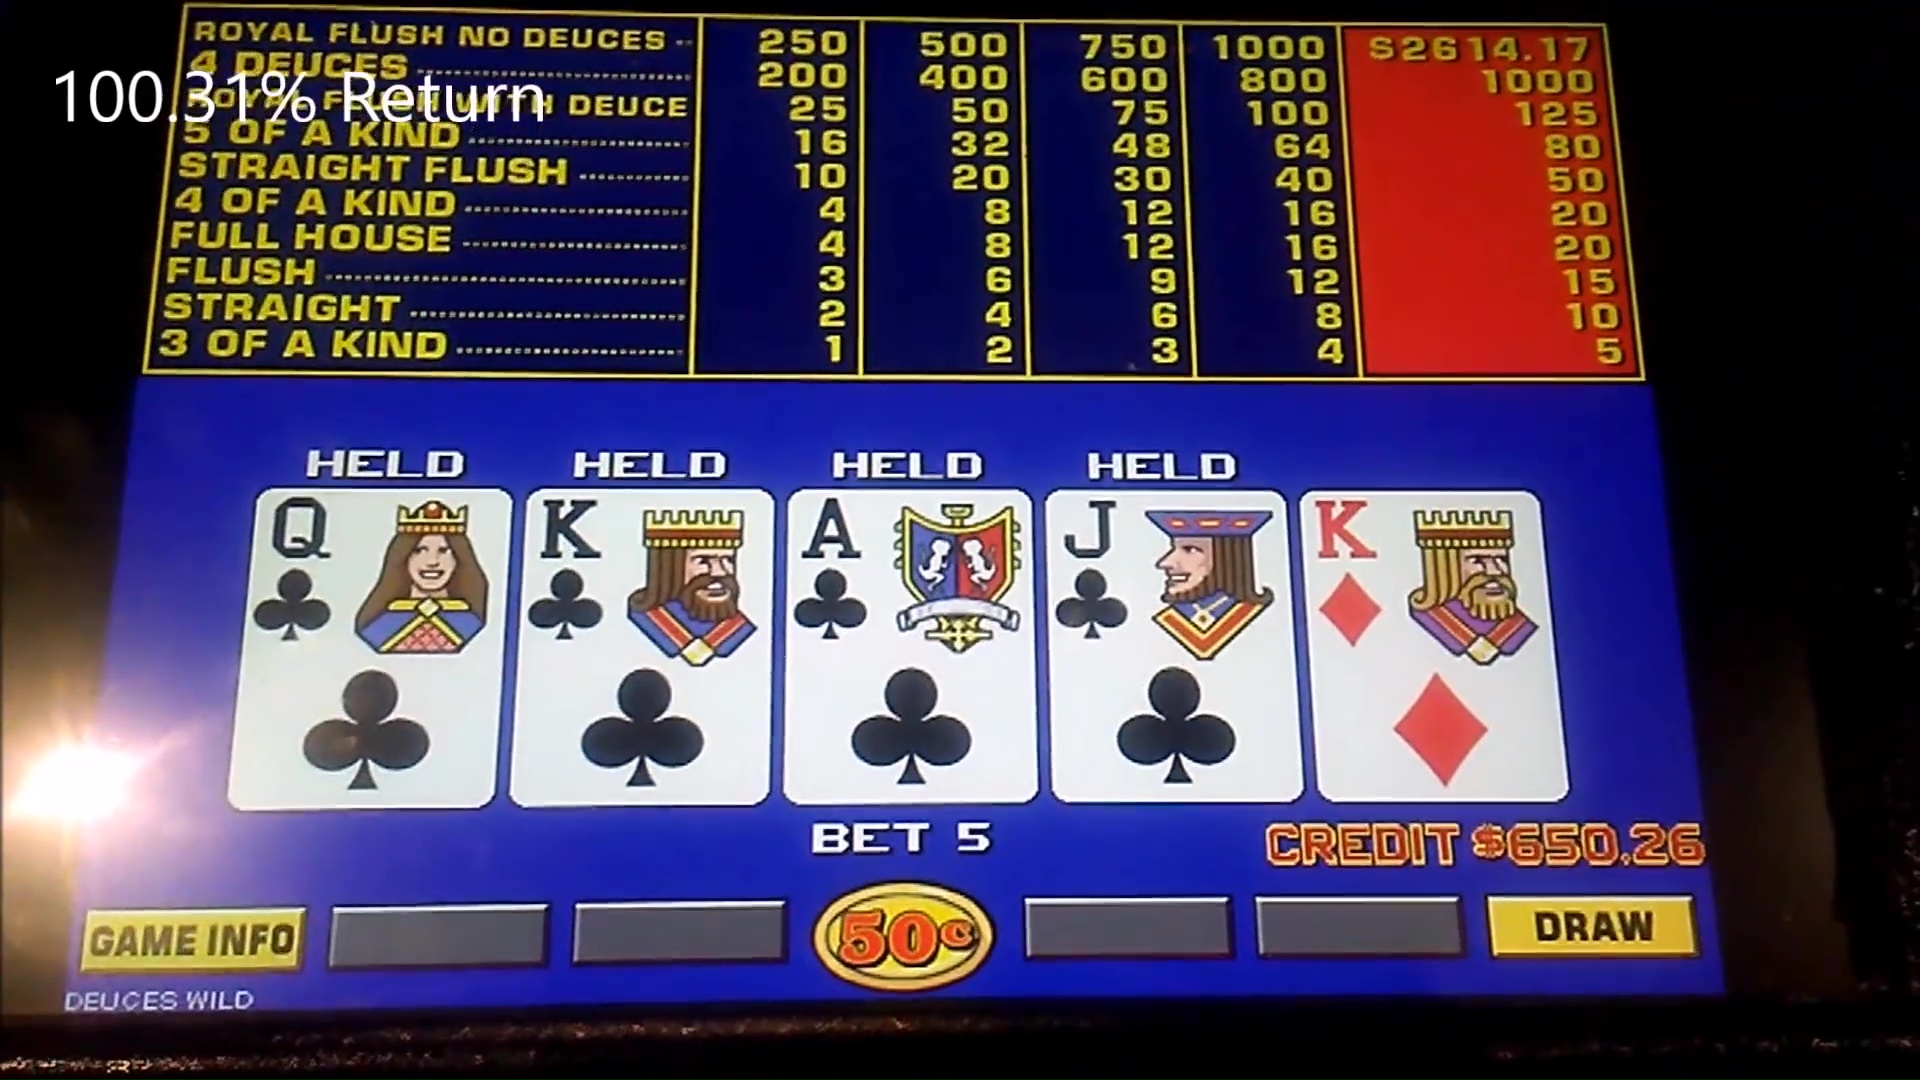 ROYAL FLUSH NO DEUCES 250 500 750 1000 $2614.17
4 DEUCES 200 400 600 800 1000
100.31% Return
ROYAL FLUSH WITH DEUCE 25 50 75 100 125
5 OF A KIND 16 32 48 64 80
STRAIGHT FLUSH 10 20 30 40 50
4 OF A KIND 4 8 12 16 20
FULL HOUSE 4 8 12 16 20
FLUSH 3 6 9 12 15
STRAIGHT 2 4 6 8 10
3 OF A KIND 1 2 3 4 5
HELD HELD HELD HELD
Q K A J K
BET 5 CREDIT $650.26
GAME INFO 50¢ DRAW
DEUCES WILD